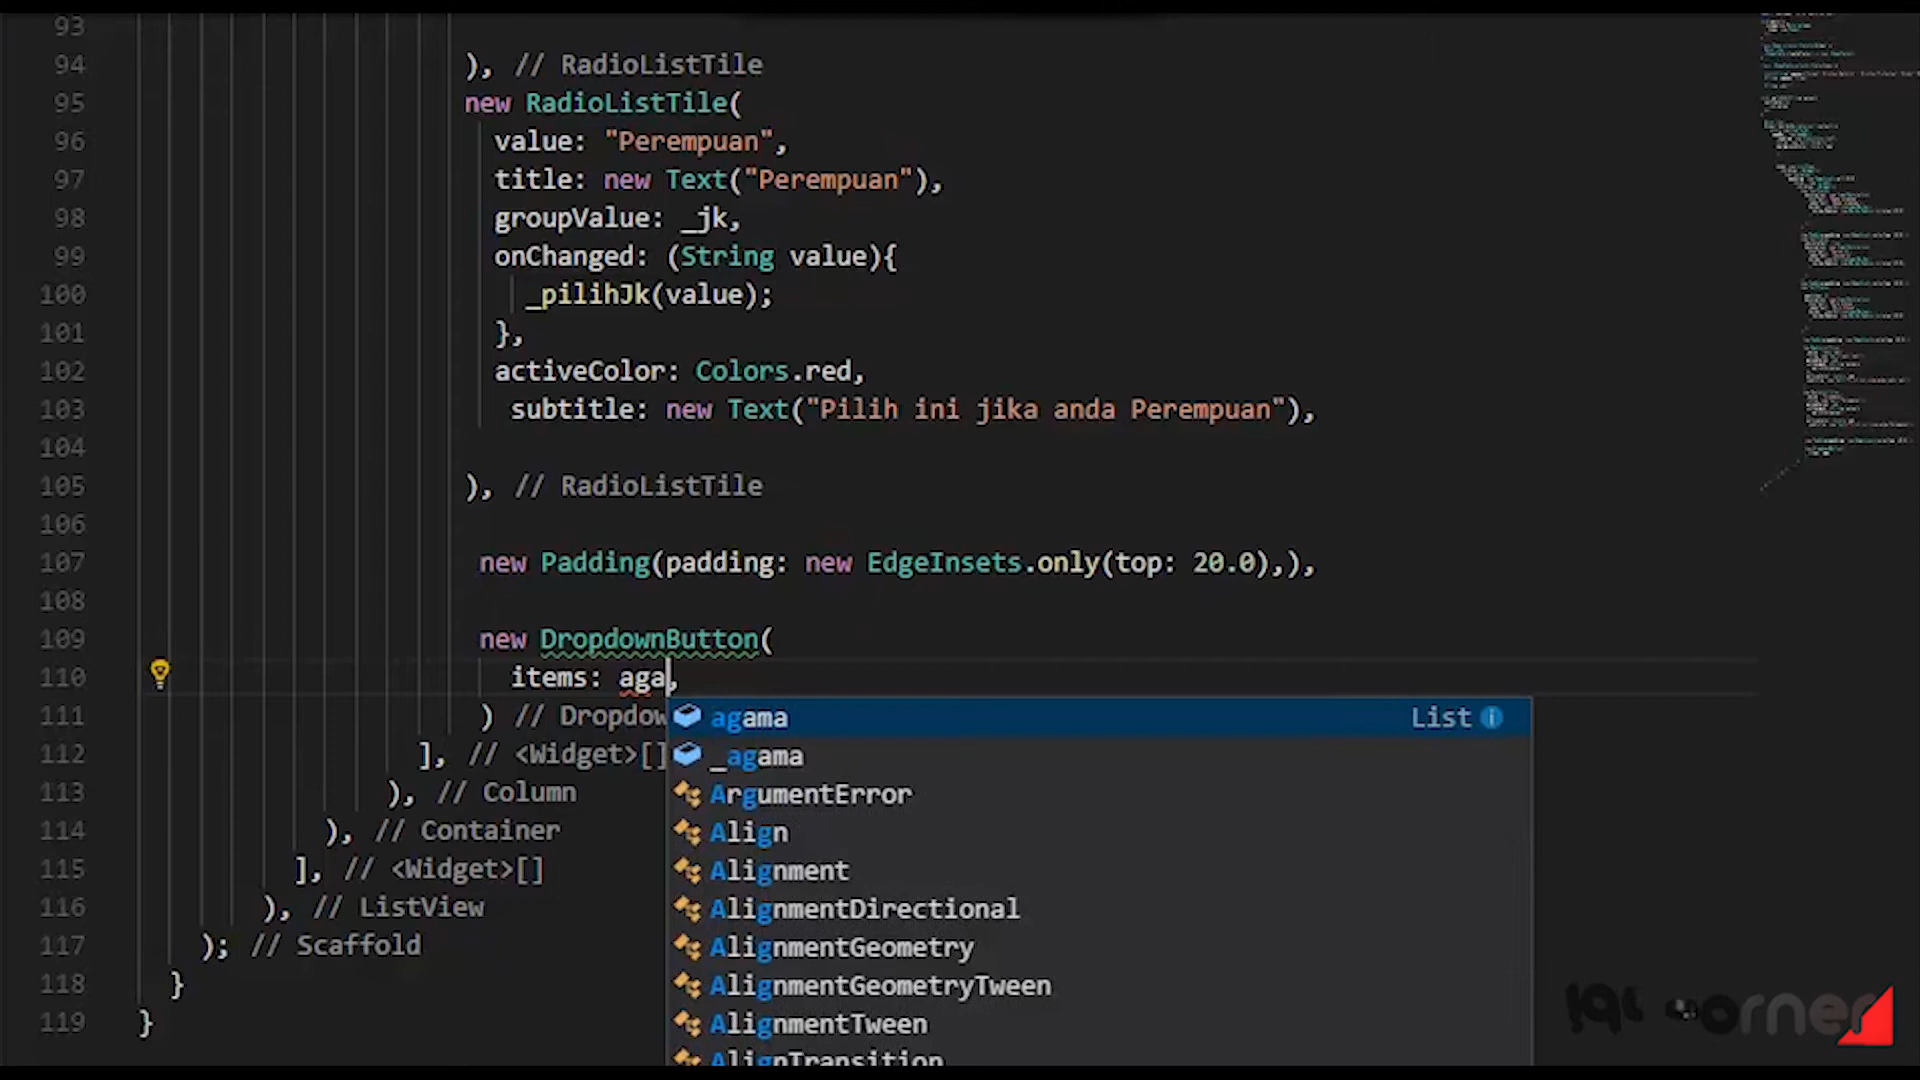 93
94 ), // RadioListTile
95 new RadioListTile(
96 value: "Perempuan",
97 title: new Text("Perempuan"),
98 groupValue: _jk,
99 onChanged: (String value){
100 _pilihJk(value);
101 },
102 activeColor: Colors.red,
103 subtitle: new Text("Pilih ini jika anda Perempuan"),
104
105 ), // RadioListTile
106
107 new Padding(padding: new EdgeInsets.only(top: 20.0),),
108
109 new DropdownButton(
110 items: aga,
111 ) // Dropdow
agama List
112 ], // <Widget>[]
_agama
113 ), // Column
ArgumentError
114 ), // Container
Align
115 ], // <Widget>[]
Alignment
116 ), // ListView
AlignmentDirectional
117 ); // Scaffold
AlignmentGeometry
118 }
AlignmentGeometryTween
119 }
AlignmentTween
AlignTransition